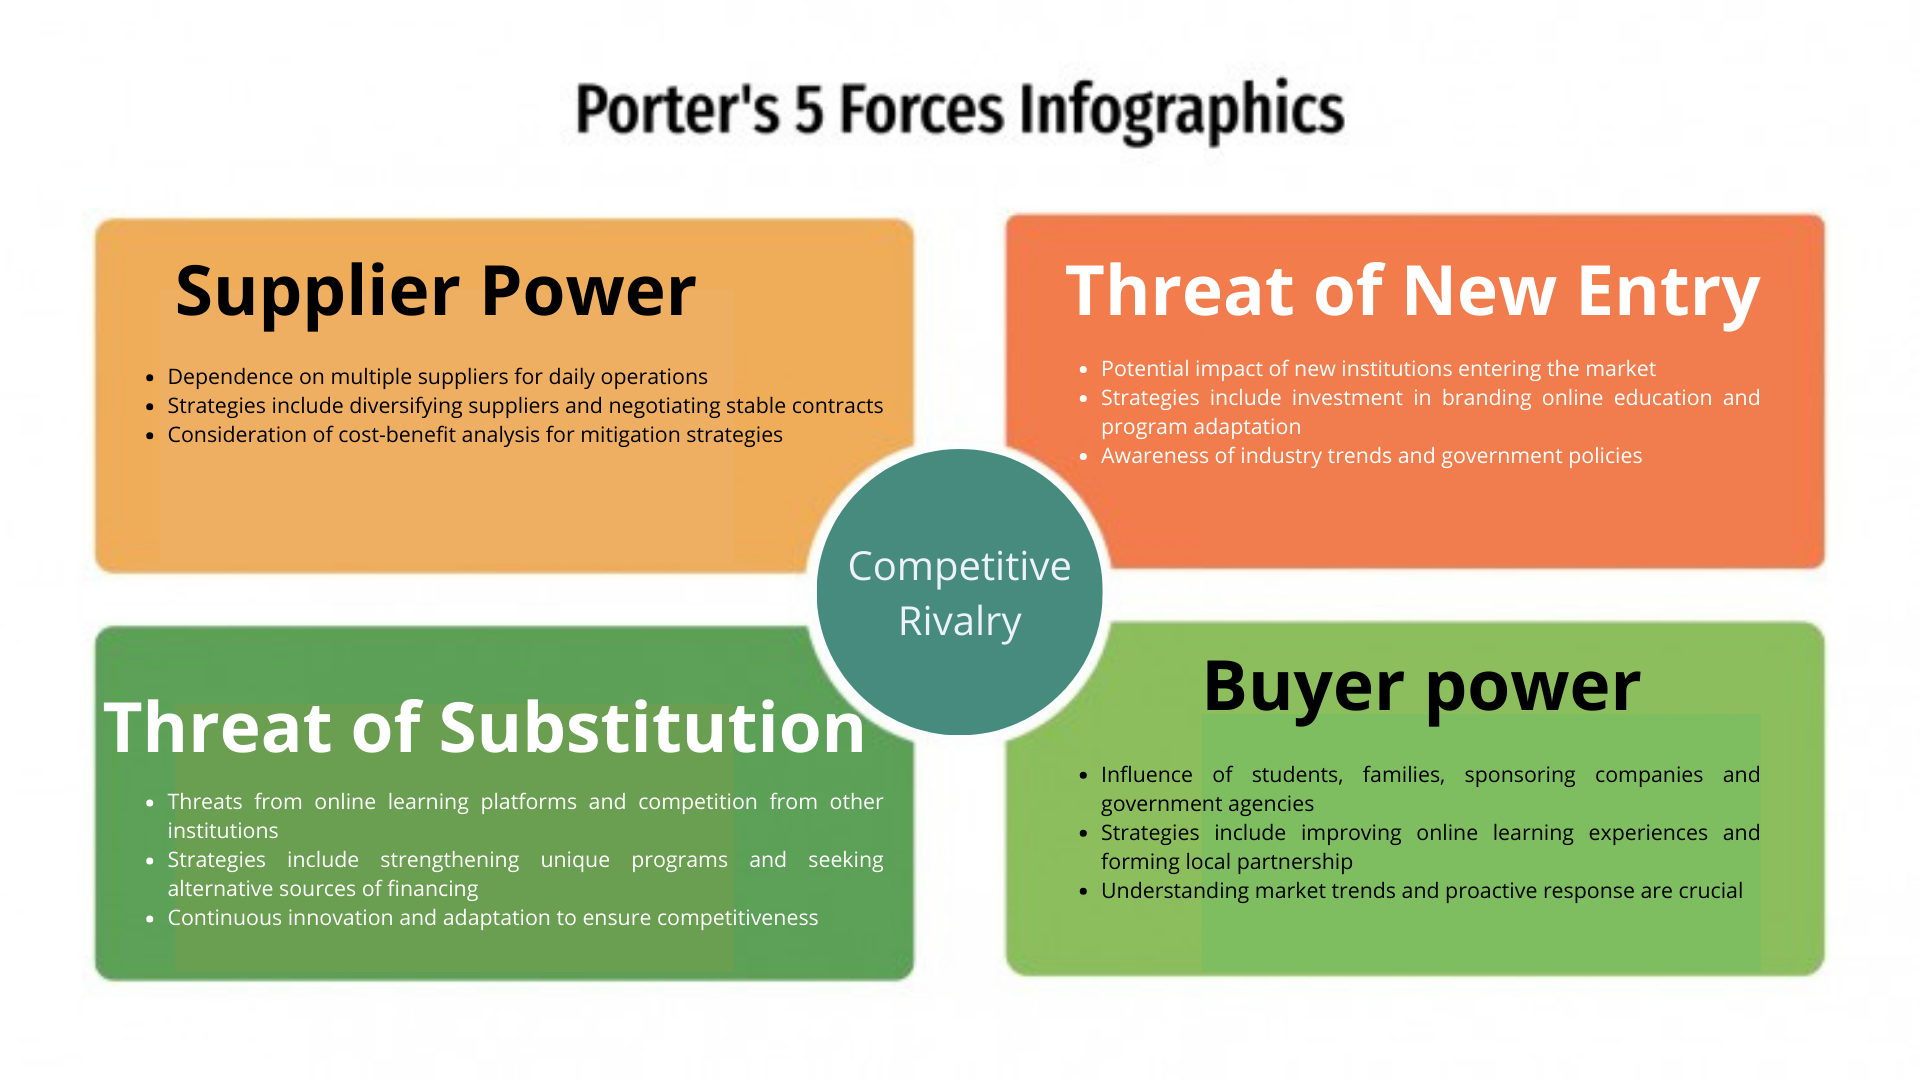 Porter's 5 Forces Infographics
Supplier Power
• Dependence on multiple suppliers for daily operations
• Strategies include diversifying suppliers and negotiating stable contracts
• Consideration of cost-benefit analysis for mitigation strategies
Threat of New Entry
• Potential impact of new institutions entering the market
• Strategies include investment in branding online education and
program adaptation
• Awareness of industry trends and government policies
Competitive
Rivalry
Threat of Substitution
• Threats from online learning platforms and competition from other
institutions
• Strategies include strengthening unique programs and seeking
alternative sources of financing
• Continuous innovation and adaptation to ensure competitiveness
Buyer power
• Influence of students, families, sponsoring companies and
government agencies
• Strategies include improving online learning experiences and
forming local partnership
• Understanding market trends and proactive response are crucial